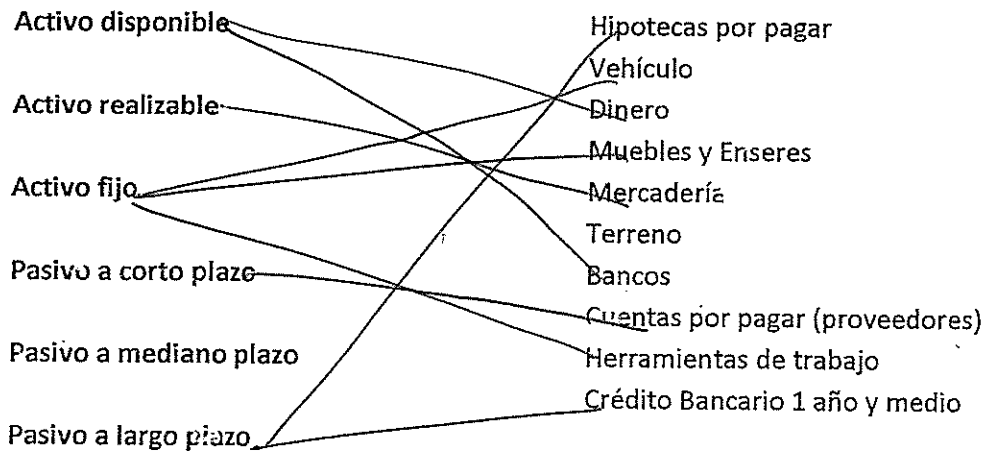 Activo disponible
Activo realizable
Activo fijo
Pasivo a corto plazo
Pasivo a mediano plazo
Pasivo a largo plazo
Hipotecas por pagar
Vehículo
Dinero
Muebles y Enseres
Mercadería
Terreno
Bancos
Cuentas por pagar (proveedores)
Herramientas de trabajo
Crédito Bancario 1 año y medio